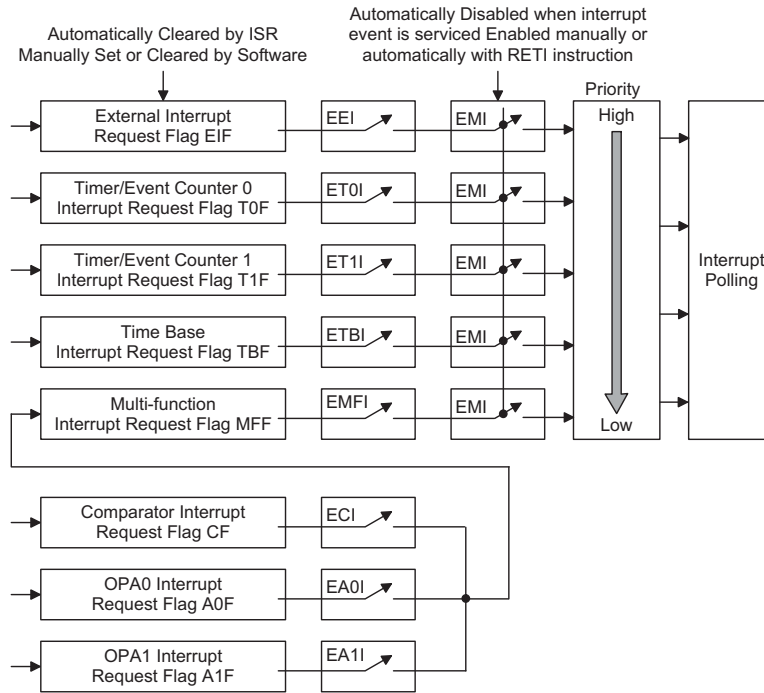 Automatically Cleared by ISR
Manually Set or Cleared by Software
Automatically Disabled when interrupt
event is serviced Enabled manually or
automatically with RETI instruction
Priority
External Interrupt
Request Flag EIF
EEI
EMI
High
Timer/Event Counter 0
Interrupt Request Flag T0F
ET0I
EMI
Timer/Event Counter 1
Interrupt Request Flag T1F
ET1I
EMI
Interrupt
Polling
Time Base
Interrupt Request Flag TBF
ETBI
EMI
Multi-function
Interrupt Request Flag MFF
EMFI
EMI
Low
Comparator Interrupt
Request Flag CF
ECI
OPA0 Interrupt
Request Flag A0F
EA0I
OPA1 Interrupt
Request Flag A1F
EA1I